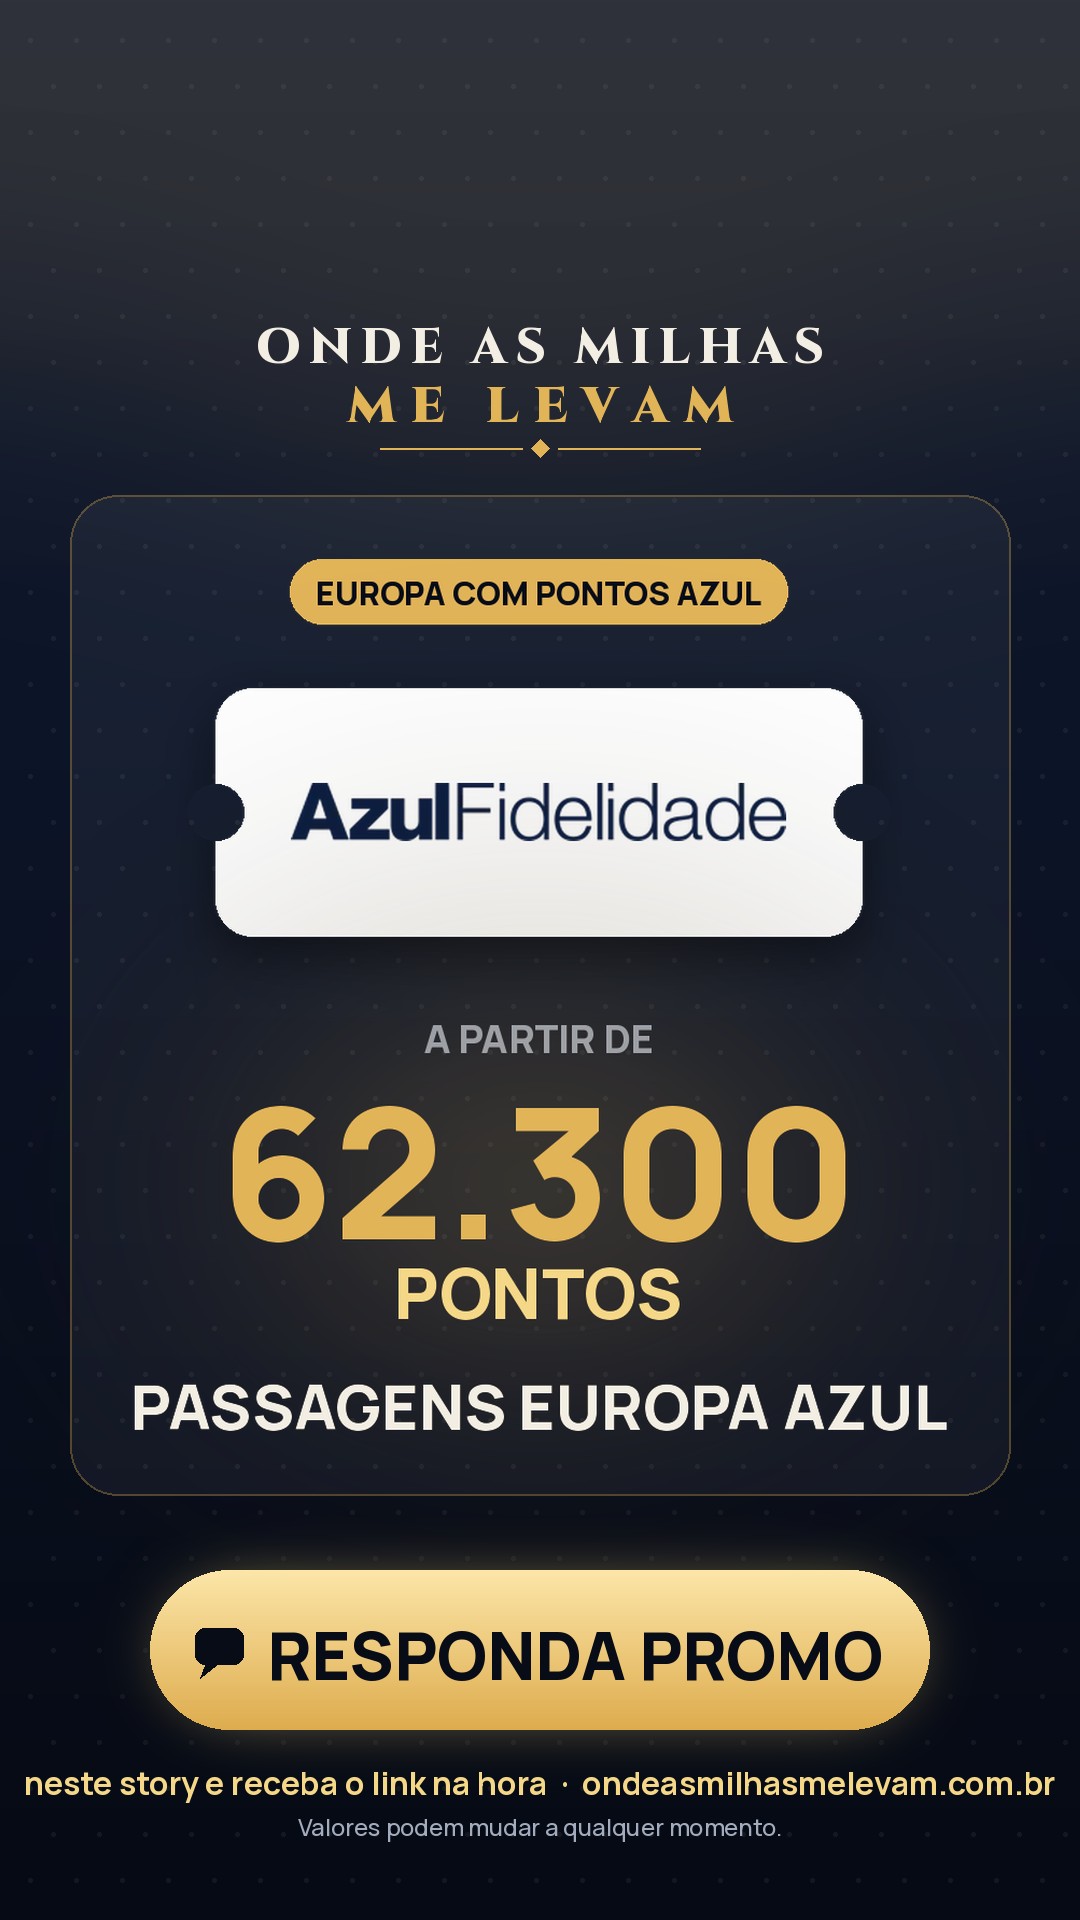 ONDE AS MILHAS
ME LEVAM
EUROPA COM PONTOS AZUL
AzulFidelidade
A PARTIR DE
62.300
PONTOS
PASSAGENS EUROPA AZUL
RESPONDA PROMO
neste story e receba o link na hora · ondeasmilhasmelevam.com.br
Valores podem mudar a qualquer momento.